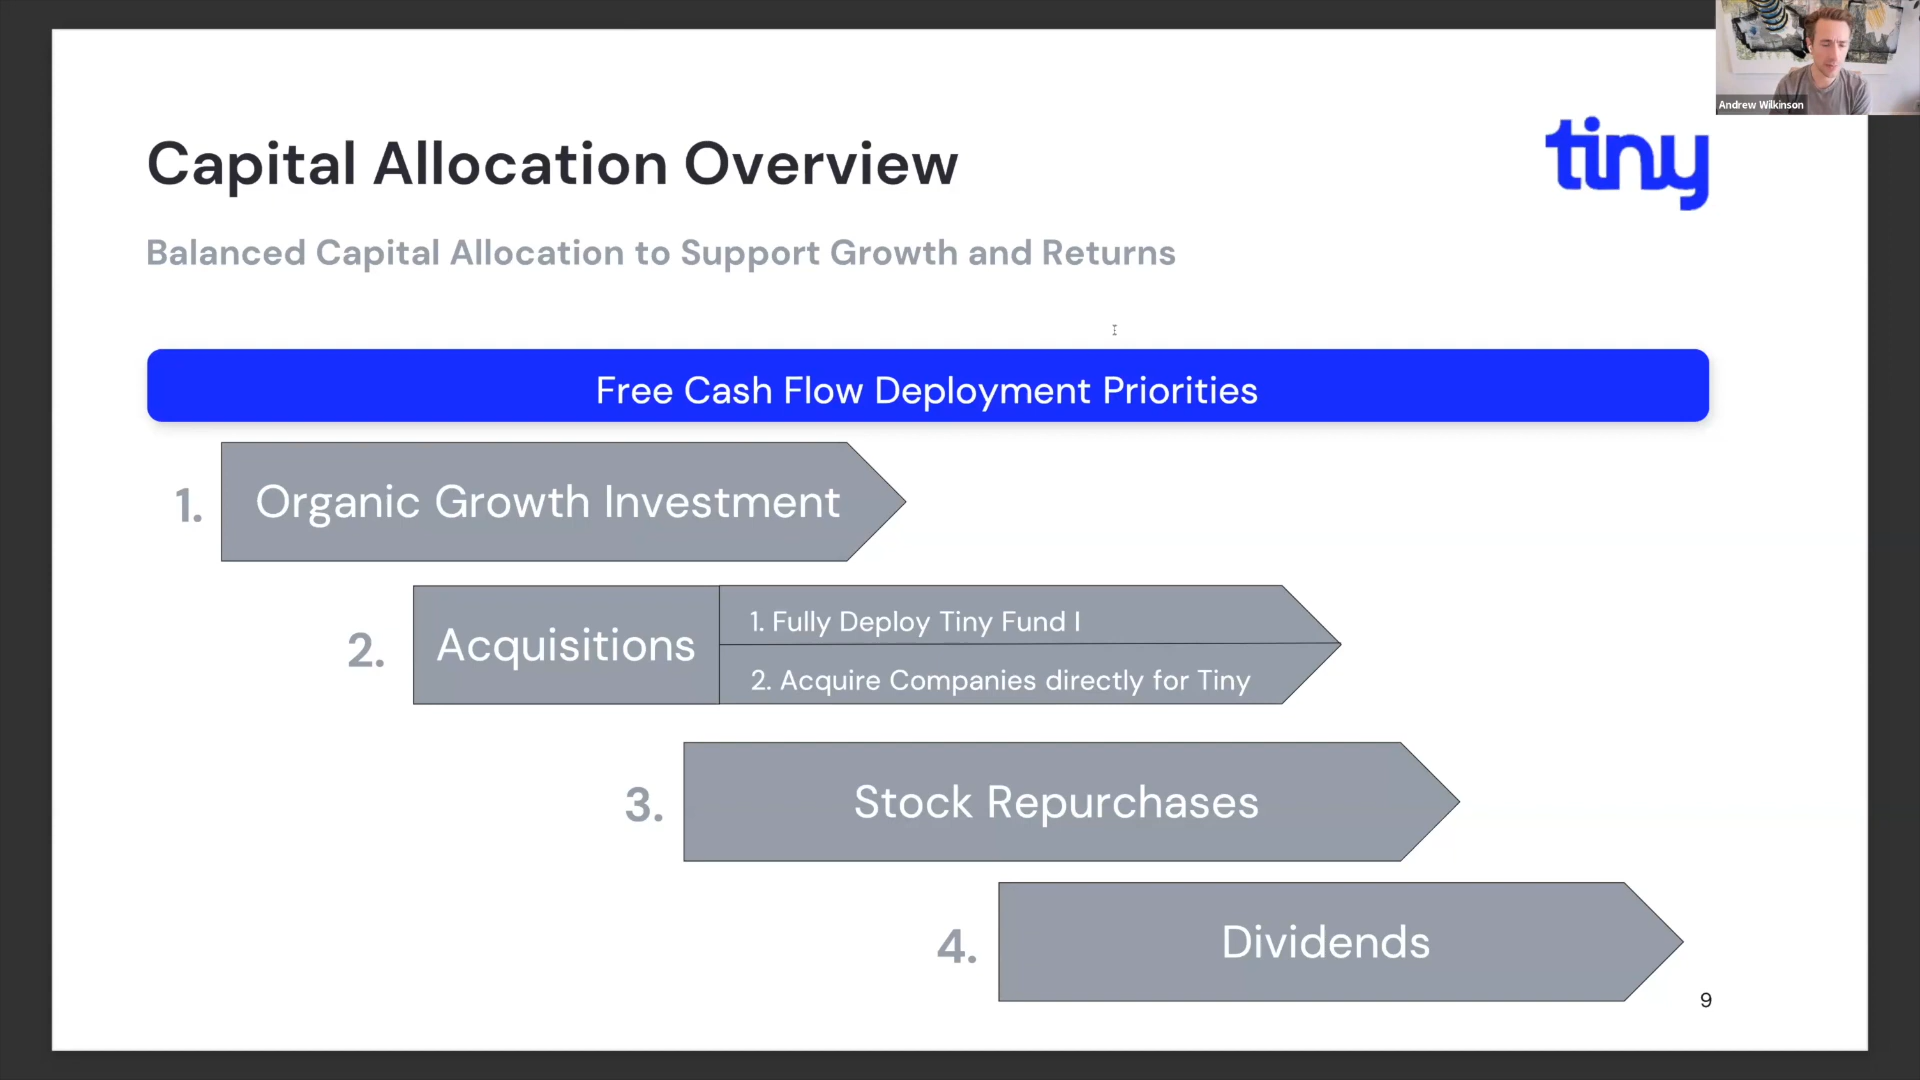 Andrew Wilkinson
tiny
Capital Allocation Overview
Balanced Capital Allocation to Support Growth and Returns
Free Cash Flow Deployment Priorities
1. Organic Growth Investment
2. Acquisitions
1. Fully Deploy Tiny Fund I
2. Acquire Companies directly for Tiny
3. Stock Repurchases
4. Dividends
9